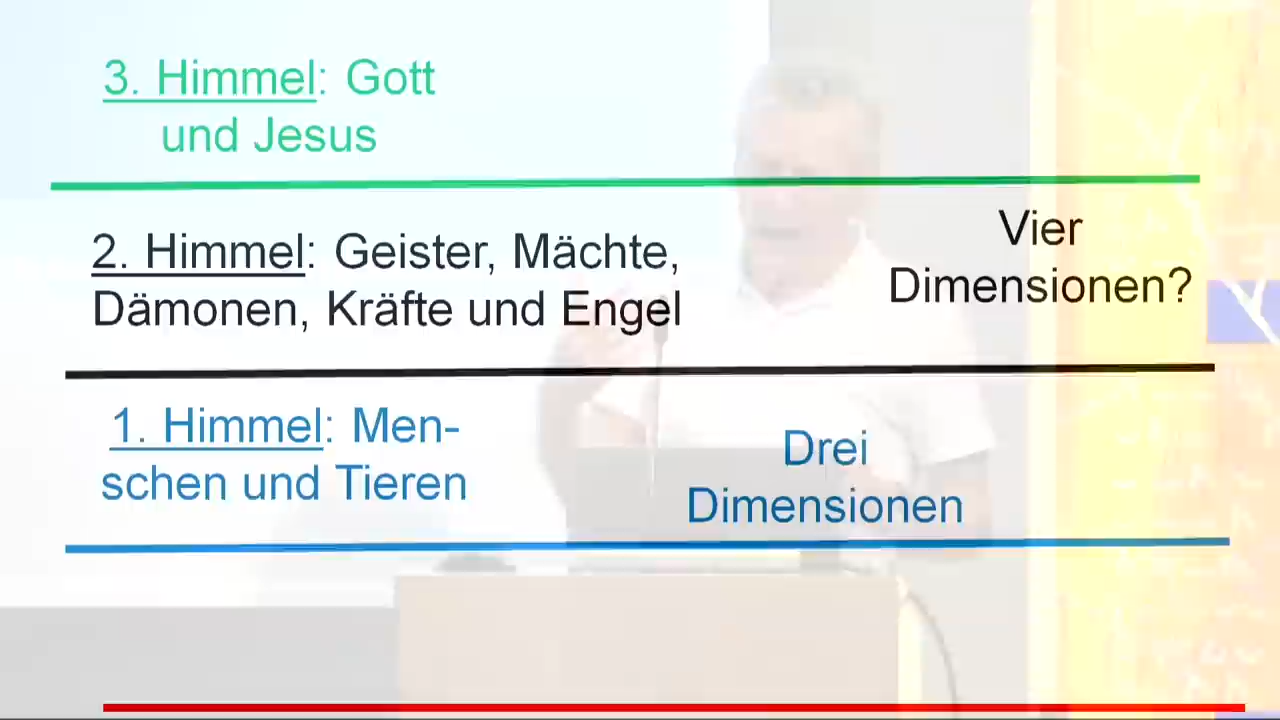 3. Himmel: Gott
und Jesus
2. Himmel: Geister, Mächte,
Dämonen, Kräfte und Engel
Vier
Dimensionen?
1. Himmel: Men-
schen und Tieren
Drei
Dimensionen